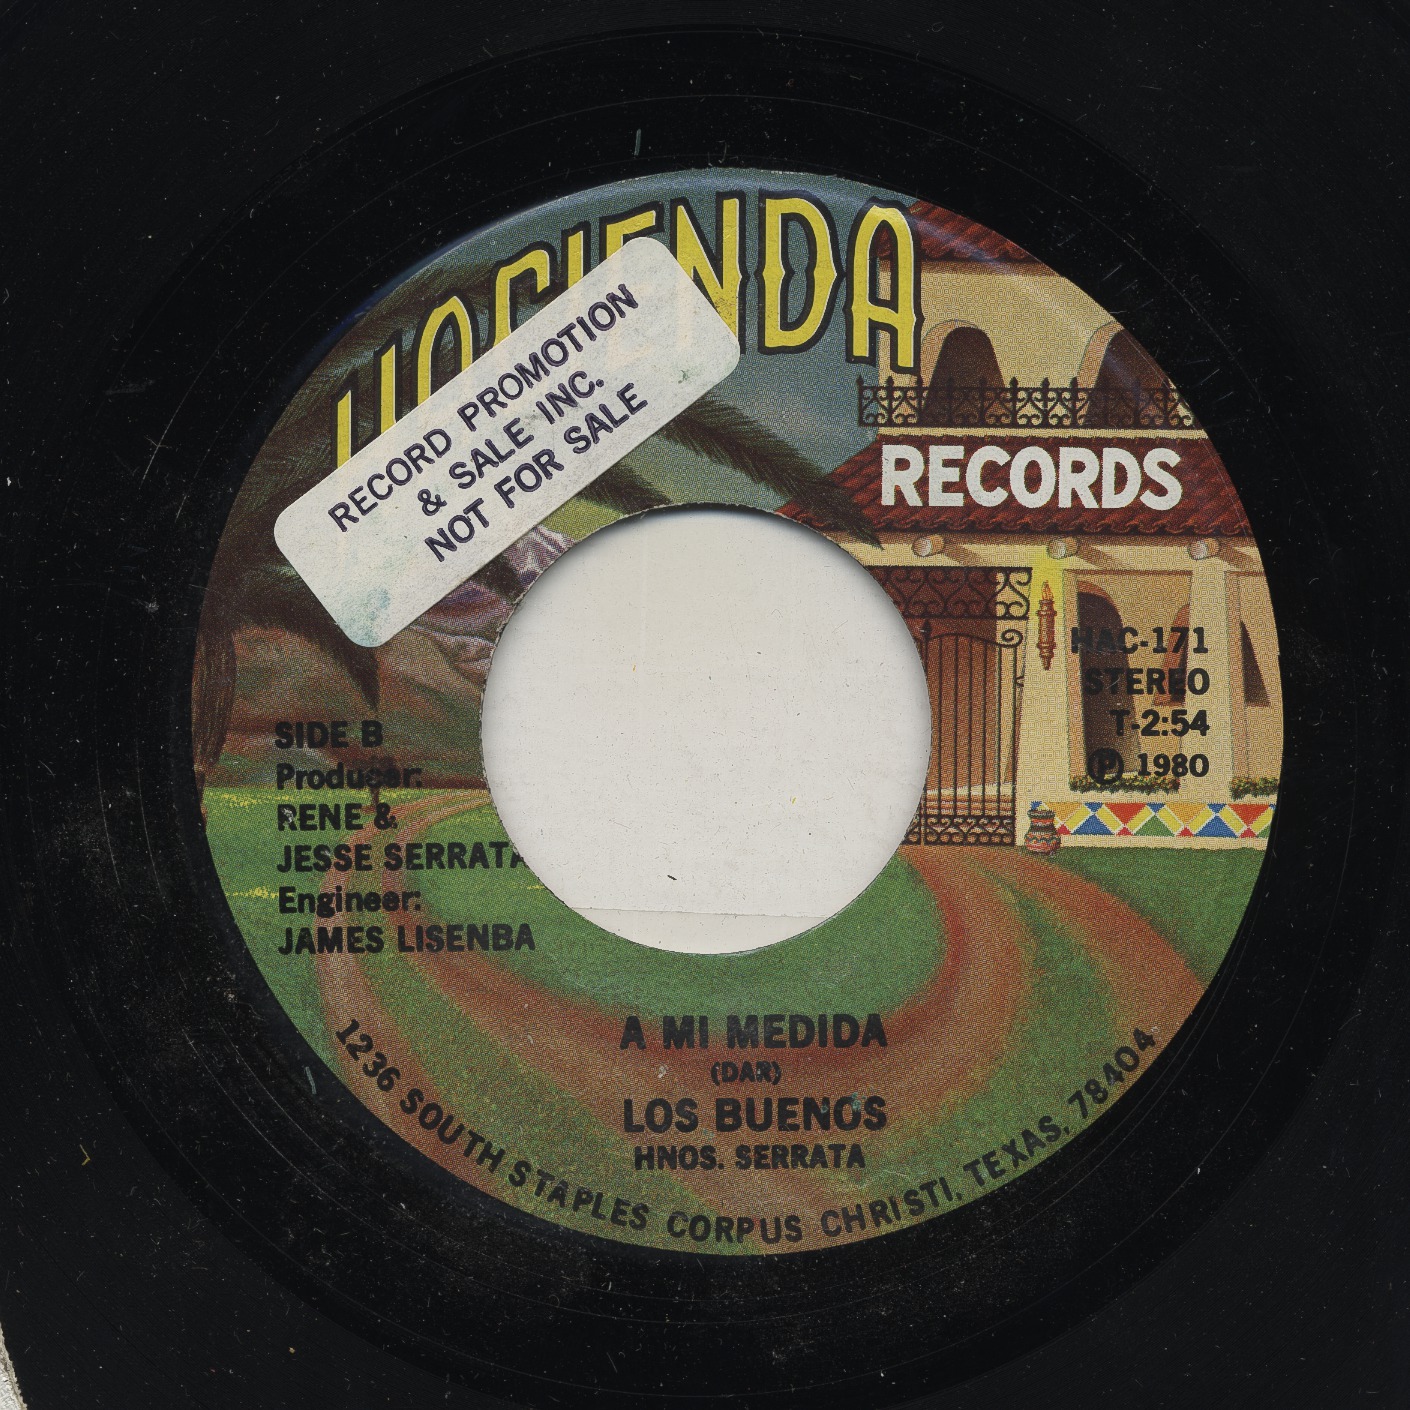 HACIENDA
RECORDS
RECORD PROMOTION
& SALE INC.
NOT FOR SALE
HAC-171
STEREO
T-2:54
Ⓟ 1980
SIDE B
Producer:
RENE &
JESSE SERRATA
Engineer:
JAMES LISENBA
A MI MEDIDA
(DAR)
LOS BUENOS
HNOS. SERRATA
1236 SOUTH STAPLES CORPUS CHRISTI, TEXAS, 78404